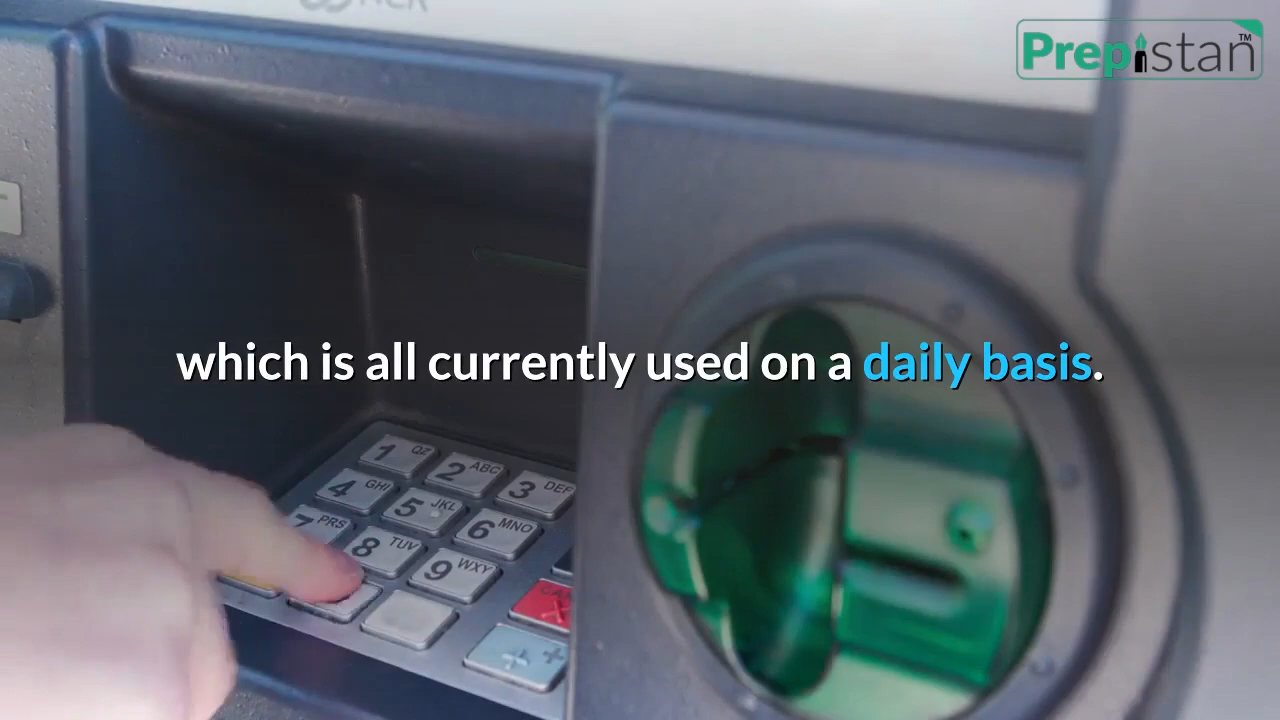 NCR
Prepistan™
which is all currently used on a daily basis.
1 QZ
2 ABC
3 DEF
4 GHI
5 JKL
6 MNO
7 PRS
8 TUV
9 WXY